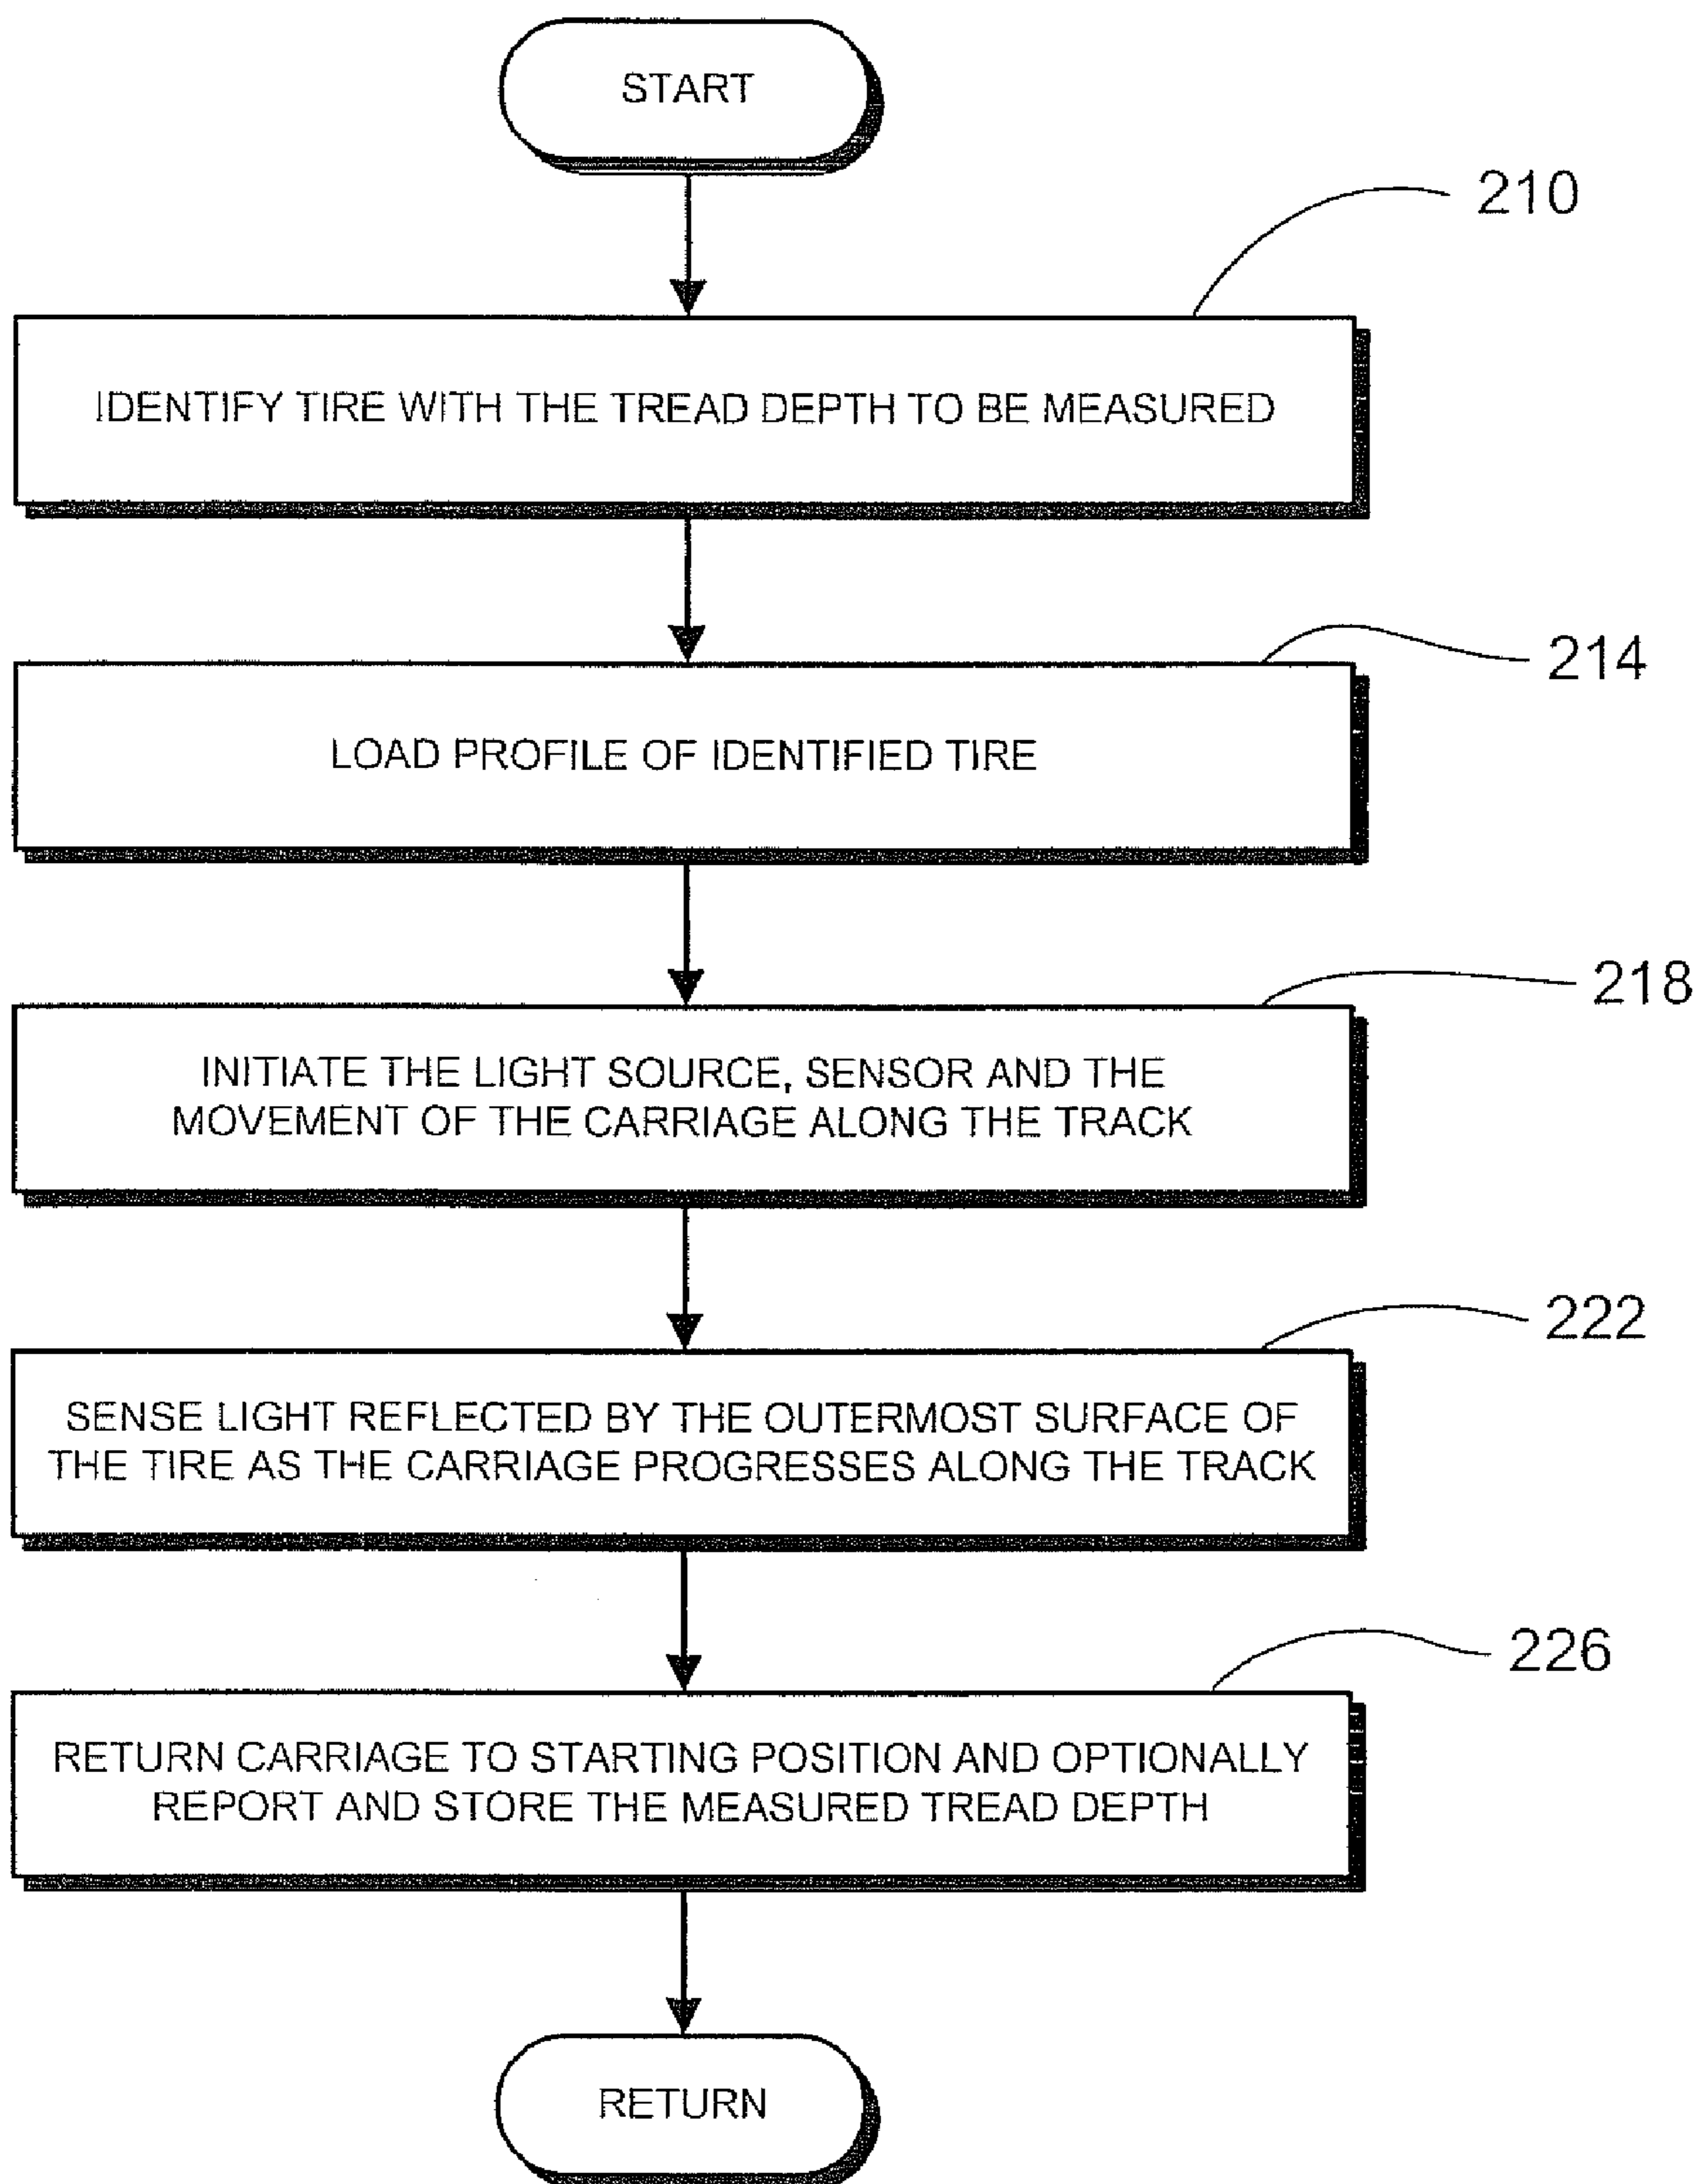 START
210
IDENTIFY TIRE WITH THE TREAD DEPTH TO BE MEASURED
214
LOAD PROFILE OF IDENTIFIED TIRE
218
INITIATE THE LIGHT SOURCE, SENSOR AND THE
MOVEMENT OF THE CARRIAGE ALONG THE TRACK
222
SENSE LIGHT REFLECTED BY THE OUTERMOST SURFACE OF
THE TIRE AS THE CARRIAGE PROGRESSES ALONG THE TRACK
226
RETURN CARRIAGE TO STARTING POSITION AND OPTIONALLY
REPORT AND STORE THE MEASURED TREAD DEPTH
RETURN